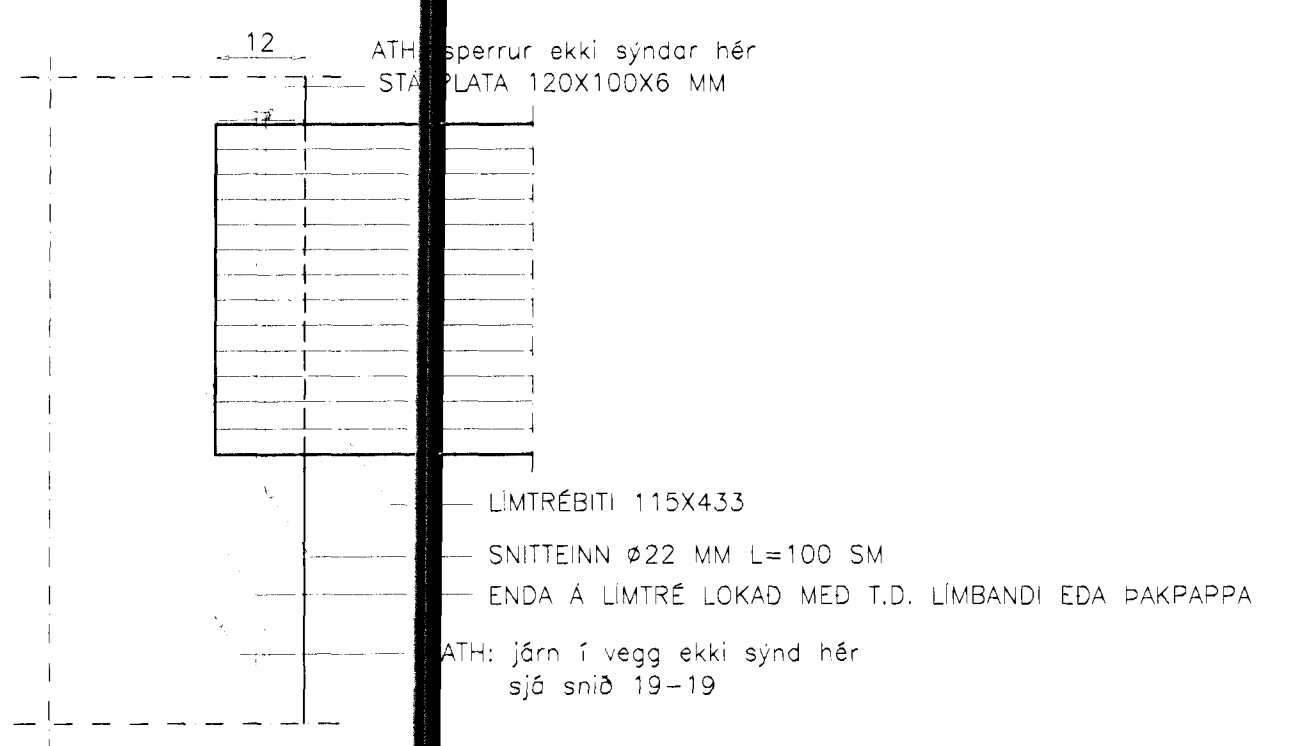 12
ATH: sperrur ekki sýndar hér
STÁLPLATA 120X100X6 MM
LÍMTRÉBITI 115X433
SNITTEINN ø22 MM L=100 SM
ENDA Á LÍMTRÉ LOKAÐ MEÐ T.D. LÍMBANDI EÐA ÞAKPAPPA
ATH: járn í vegg ekki sýnd hér
sjá snið 19-19